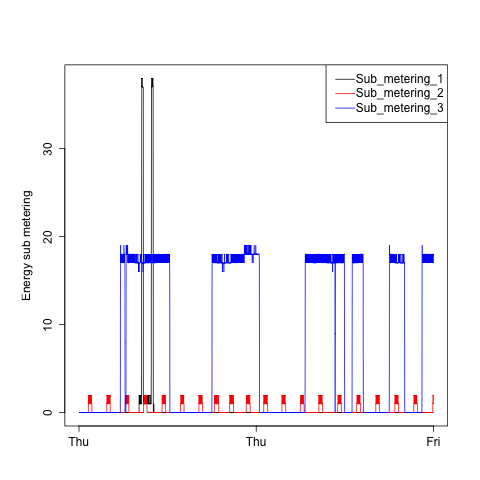 Sub_metering_1
Sub_metering_2
Sub_metering_3
Energy sub metering
30
20
10
0
Thu
Thu
Fri